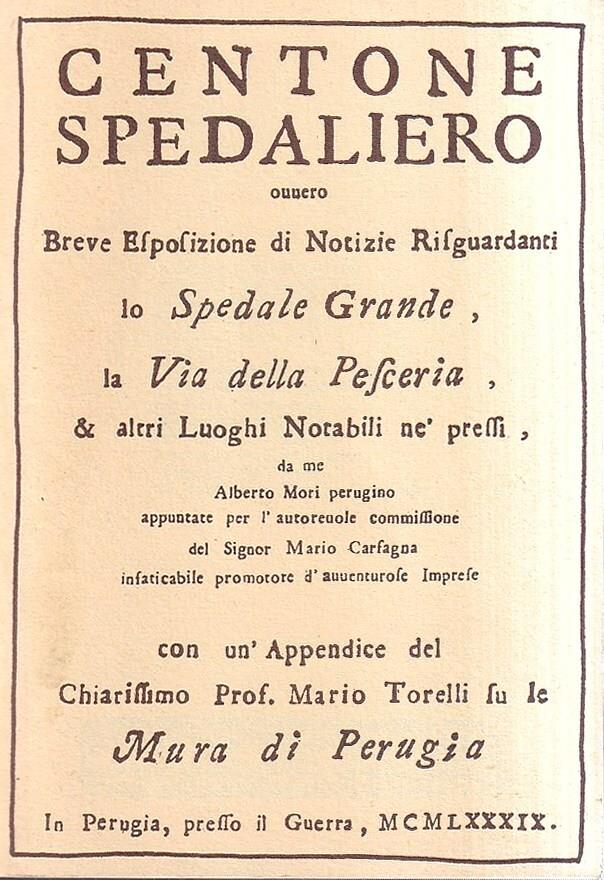 CENTONE
SPEDALIERO
ouuero
Breve Eſpoſizione di Notizie Riſguardanti
lo Spedale Grande ,
la Via della Peſceria ,
& altri Luoghi Notabili ne' preſſi ,
da me
Alberto Mori perugino
appuntate per l' autoreuole commiſſione
del Signor Mario Carfagna
infaticabile promotore d' auuenturoſe Impreſe
con un' Appendice del
Chiariſſimo Prof. Mario Torelli ſu le
Mura di Perugia
In Perugia, preſſo il Guerra , MCMLXXXIX.